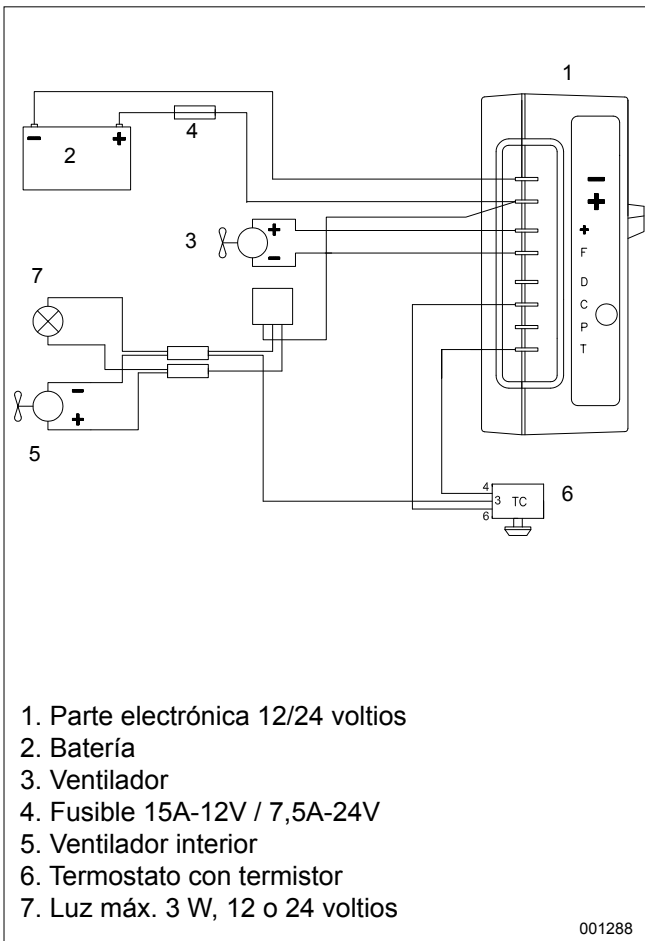 1
4
2
3
7
5
F
D
C
P
T
4
3 TC
6
6
1. Parte electrónica 12/24 voltios
2. Batería
3. Ventilador
4. Fusible 15A-12V / 7,5A-24V
5. Ventilador interior
6. Termostato con termistor
7. Luz máx. 3 W, 12 o 24 voltios
001288